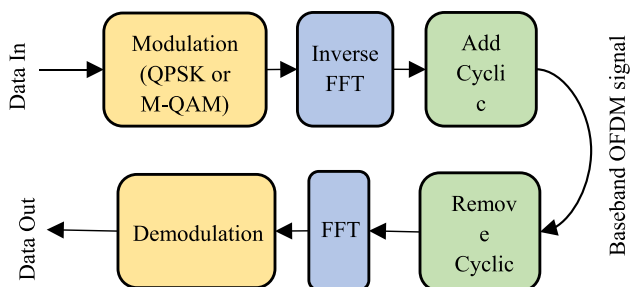 Data In
Modulation
(QPSK or
M-QAM)
Inverse
FFT
Add
Cycli
c
Baseband OFDM signal
Data Out
Demodulation
FFT
Remov
e
Cyclic